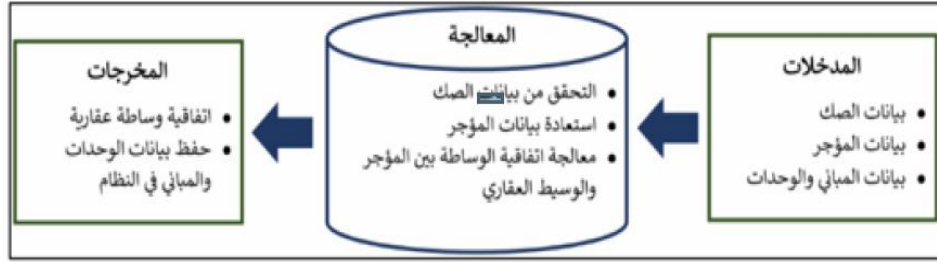 المدخلات
• بيانات الصك
• بيانات المؤجر
• بيانات المباني والوحدات
المعالجة
• التحقق من بيانات الصك
• استعادة بيانات المؤجر
• معالجة اتفاقية الوساطة بين المؤجر
والوسيط العقاري
المخرجات
• اتفاقية وساطة عقارية
• حفظ بيانات الوحدات
والمباني في النظام